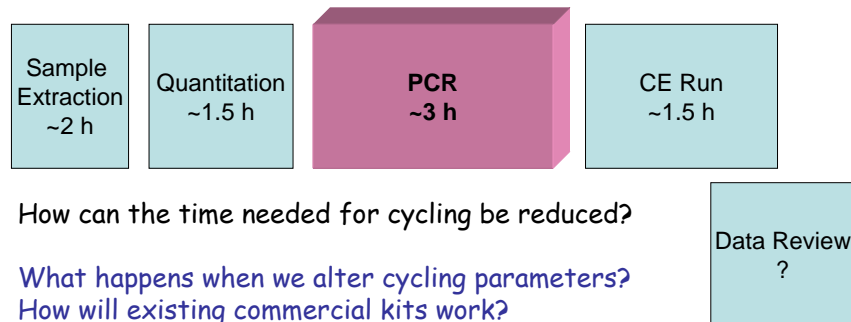 Sample
Extraction
~2 h
Quantitation
~1.5 h
PCR
~3 h
CE Run
~1.5 h
How can the time needed for cycling be reduced?
What happens when we alter cycling parameters?
How will existing commercial kits work?
Data Review
?